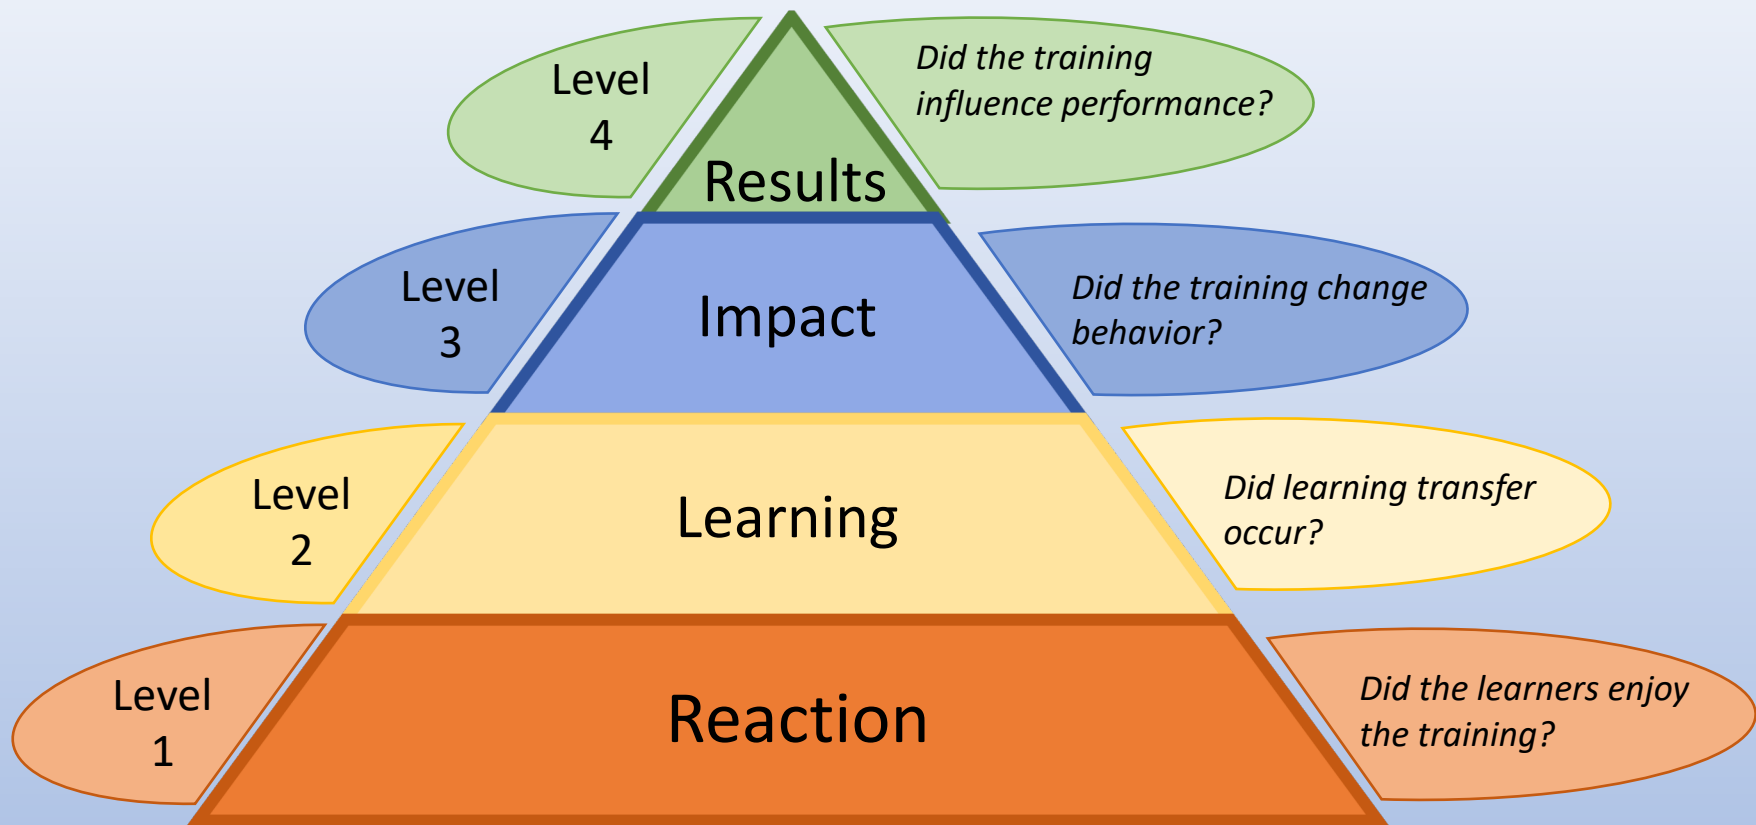 Level
4
Results
Did the training
influence performance?
Level
3
Impact
Did the training change
behavior?
Level
2
Learning
Did learning transfer
occur?
Level
1
Reaction
Did the learners enjoy
the training?